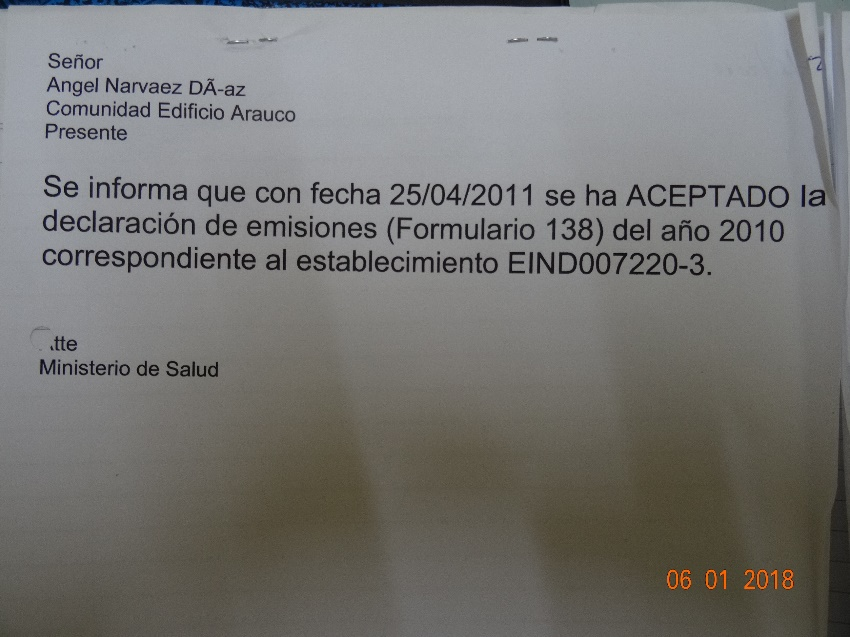 Señor
Angel Narvaez DÃ-az
Comunidad Edificio Arauco
Presente
Se informa que con fecha 25/04/2011 se ha ACEPTADO la
declaración de emisiones (Formulario 138) del año 2010
correspondiente al establecimiento EIND007220-3.
.tte
Ministerio de Salud
06 01 2018